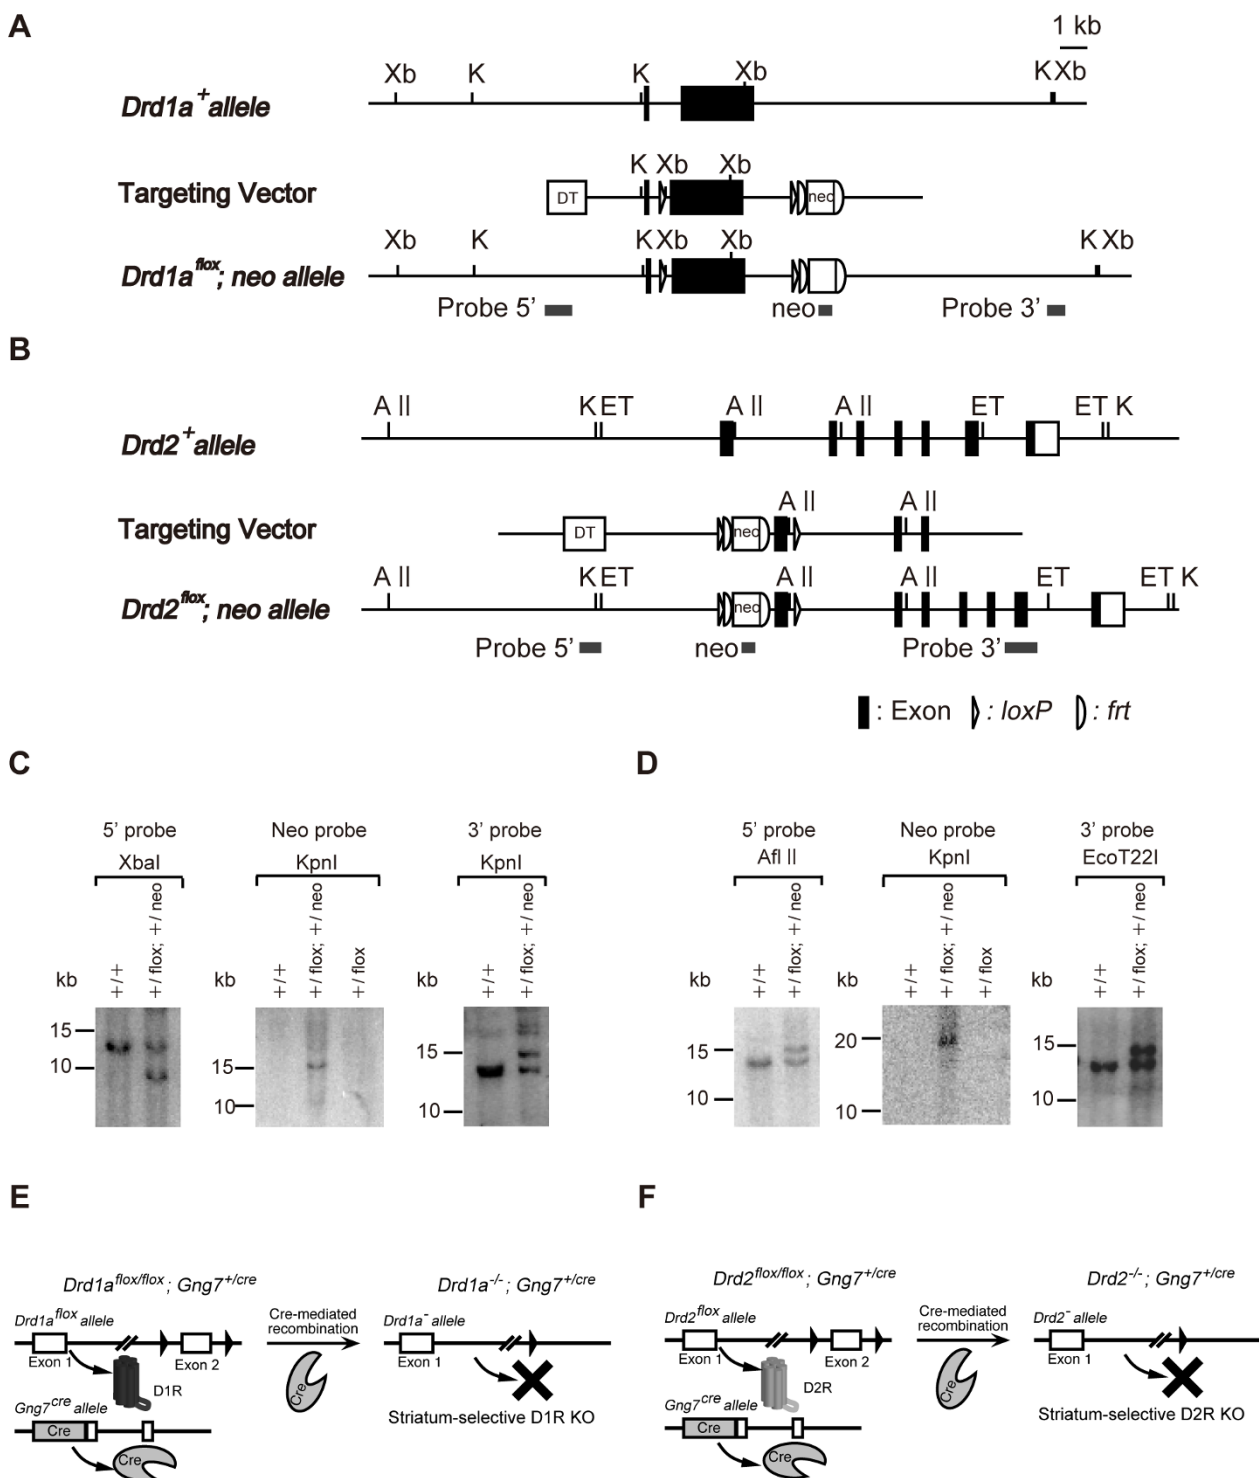 A
1 kb
Xb K K Xb K Xb
Drd1a+ allele
K Xb Xb
Targeting Vector
DT neo
Xb K K Xb Xb K Xb
Drd1aflox; neo allele
Probe 5’ neo Probe 3’
B
A II K ET A II A II ET ET K
Drd2+ allele
A II A II
Targeting Vector
DT neo
A II K ET A II A II ET ET K
Drd2flox; neo allele
neo
Probe 5’ neo Probe 3’
: Exon : loxP : frt
C
5’ probe Neo probe 3’ probe
XbaI KpnI KpnI
kb +/+ +/flox; +/neo
kb +/+ +/flox; +/neo +/flox
kb +/+ +/flox; +/neo
15 10
15 10
15 10
D
5’ probe Neo probe 3’ probe
Afl II KpnI EcoT22I
kb +/+ +/flox; +/neo
kb +/+ +/flox; +/neo +/flox
kb +/+ +/flox; +/neo
15 10
20 10
15 10
E
Drd1aflox/flox; Gng7+/cre Drd1a-/-; Gng7+/cre
Drd1aflox allele
Cre-mediated
recombination
Drd1a- allele
Exon 1 Exon 2
Exon 1
D1R
Cre
Gng7cre allele
Striatum-selective D1R KO
Cre
Cre
F
Drd2flox/flox; Gng7+/cre Drd2-/-; Gng7+/cre
Drd2flox allele
Cre-mediated
recombination
Drd2- allele
Exon 1 Exon 2
Exon 1
D2R
Cre
Gng7cre allele
Striatum-selective D2R KO
Cre
Cre